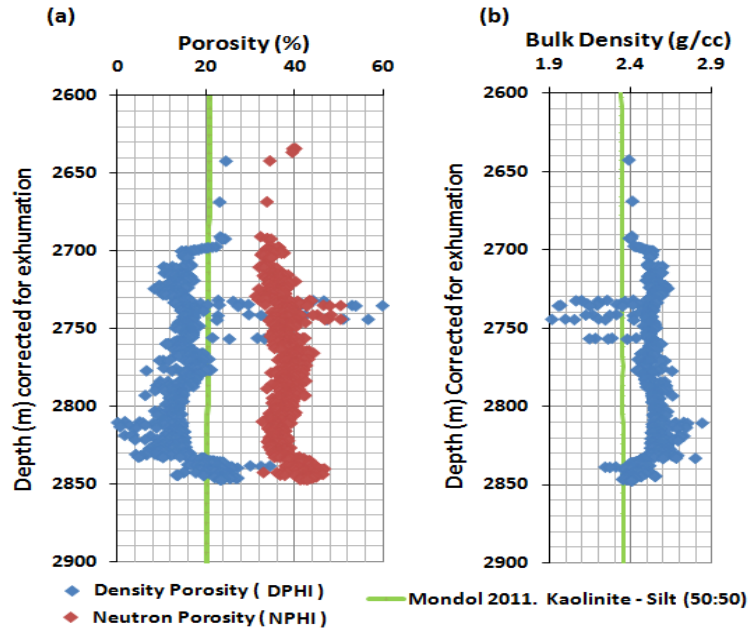 (a)
Porosity (%)
0 20 40 60
2600
2650
2700
2750
2800
2850
2900
Depth (m) corrected for exhumation
(b)
Bulk Density (g/cc)
1.9 2.4 2.9
2600
2650
2700
2750
2800
2850
2900
Depth (m) Corrected for exhumation
Density Porosity ( DPHI)
Neutron Porosity ( NPHI)
Mondol 2011. Kaolinite - Silt (50:50)